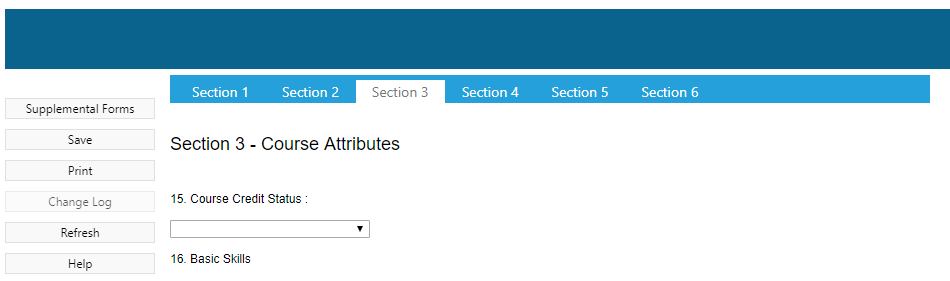 Section 1
Section 2
Section 3
Section 4
Section 5
Section 6
Supplemental Forms
Save
Print
Change Log
Refresh
Help
Section 3 - Course Attributes
15. Course Credit Status :
16. Basic Skills